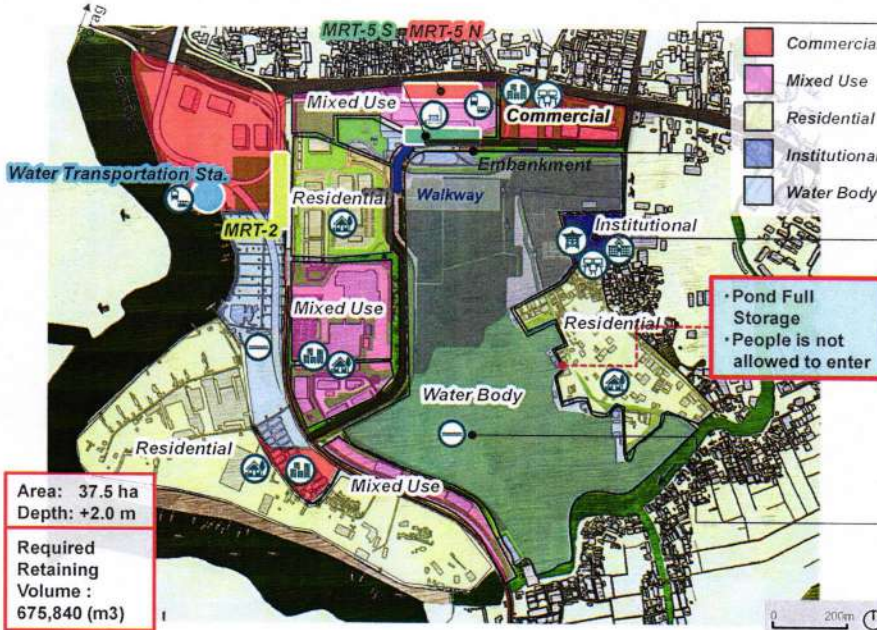 MRT-5 S
MRT-5 N
Mixed Use
Commercial
Embankment
Walkway
Water Transportation Sta.
MRT-2
Residential
Institutional
Mixed Use
Residential
Water Body
Residential
Mixed Use
Commercial
Mixed Use
Residential
Institutional
Water Body
・Pond Full
Storage
・People is not
allowed to enter
Area: 37.5 ha
Depth: +2.0 m
Required
Retaining
Volume :
675,840 (m3)
0 200m